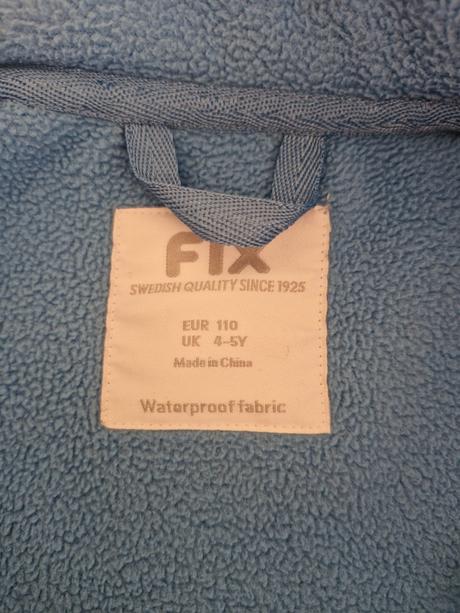 FIX
SWEDISH QUALITY SINCE 1925
EUR 110
UK 4-5Y
Made in China
Waterproof fabric